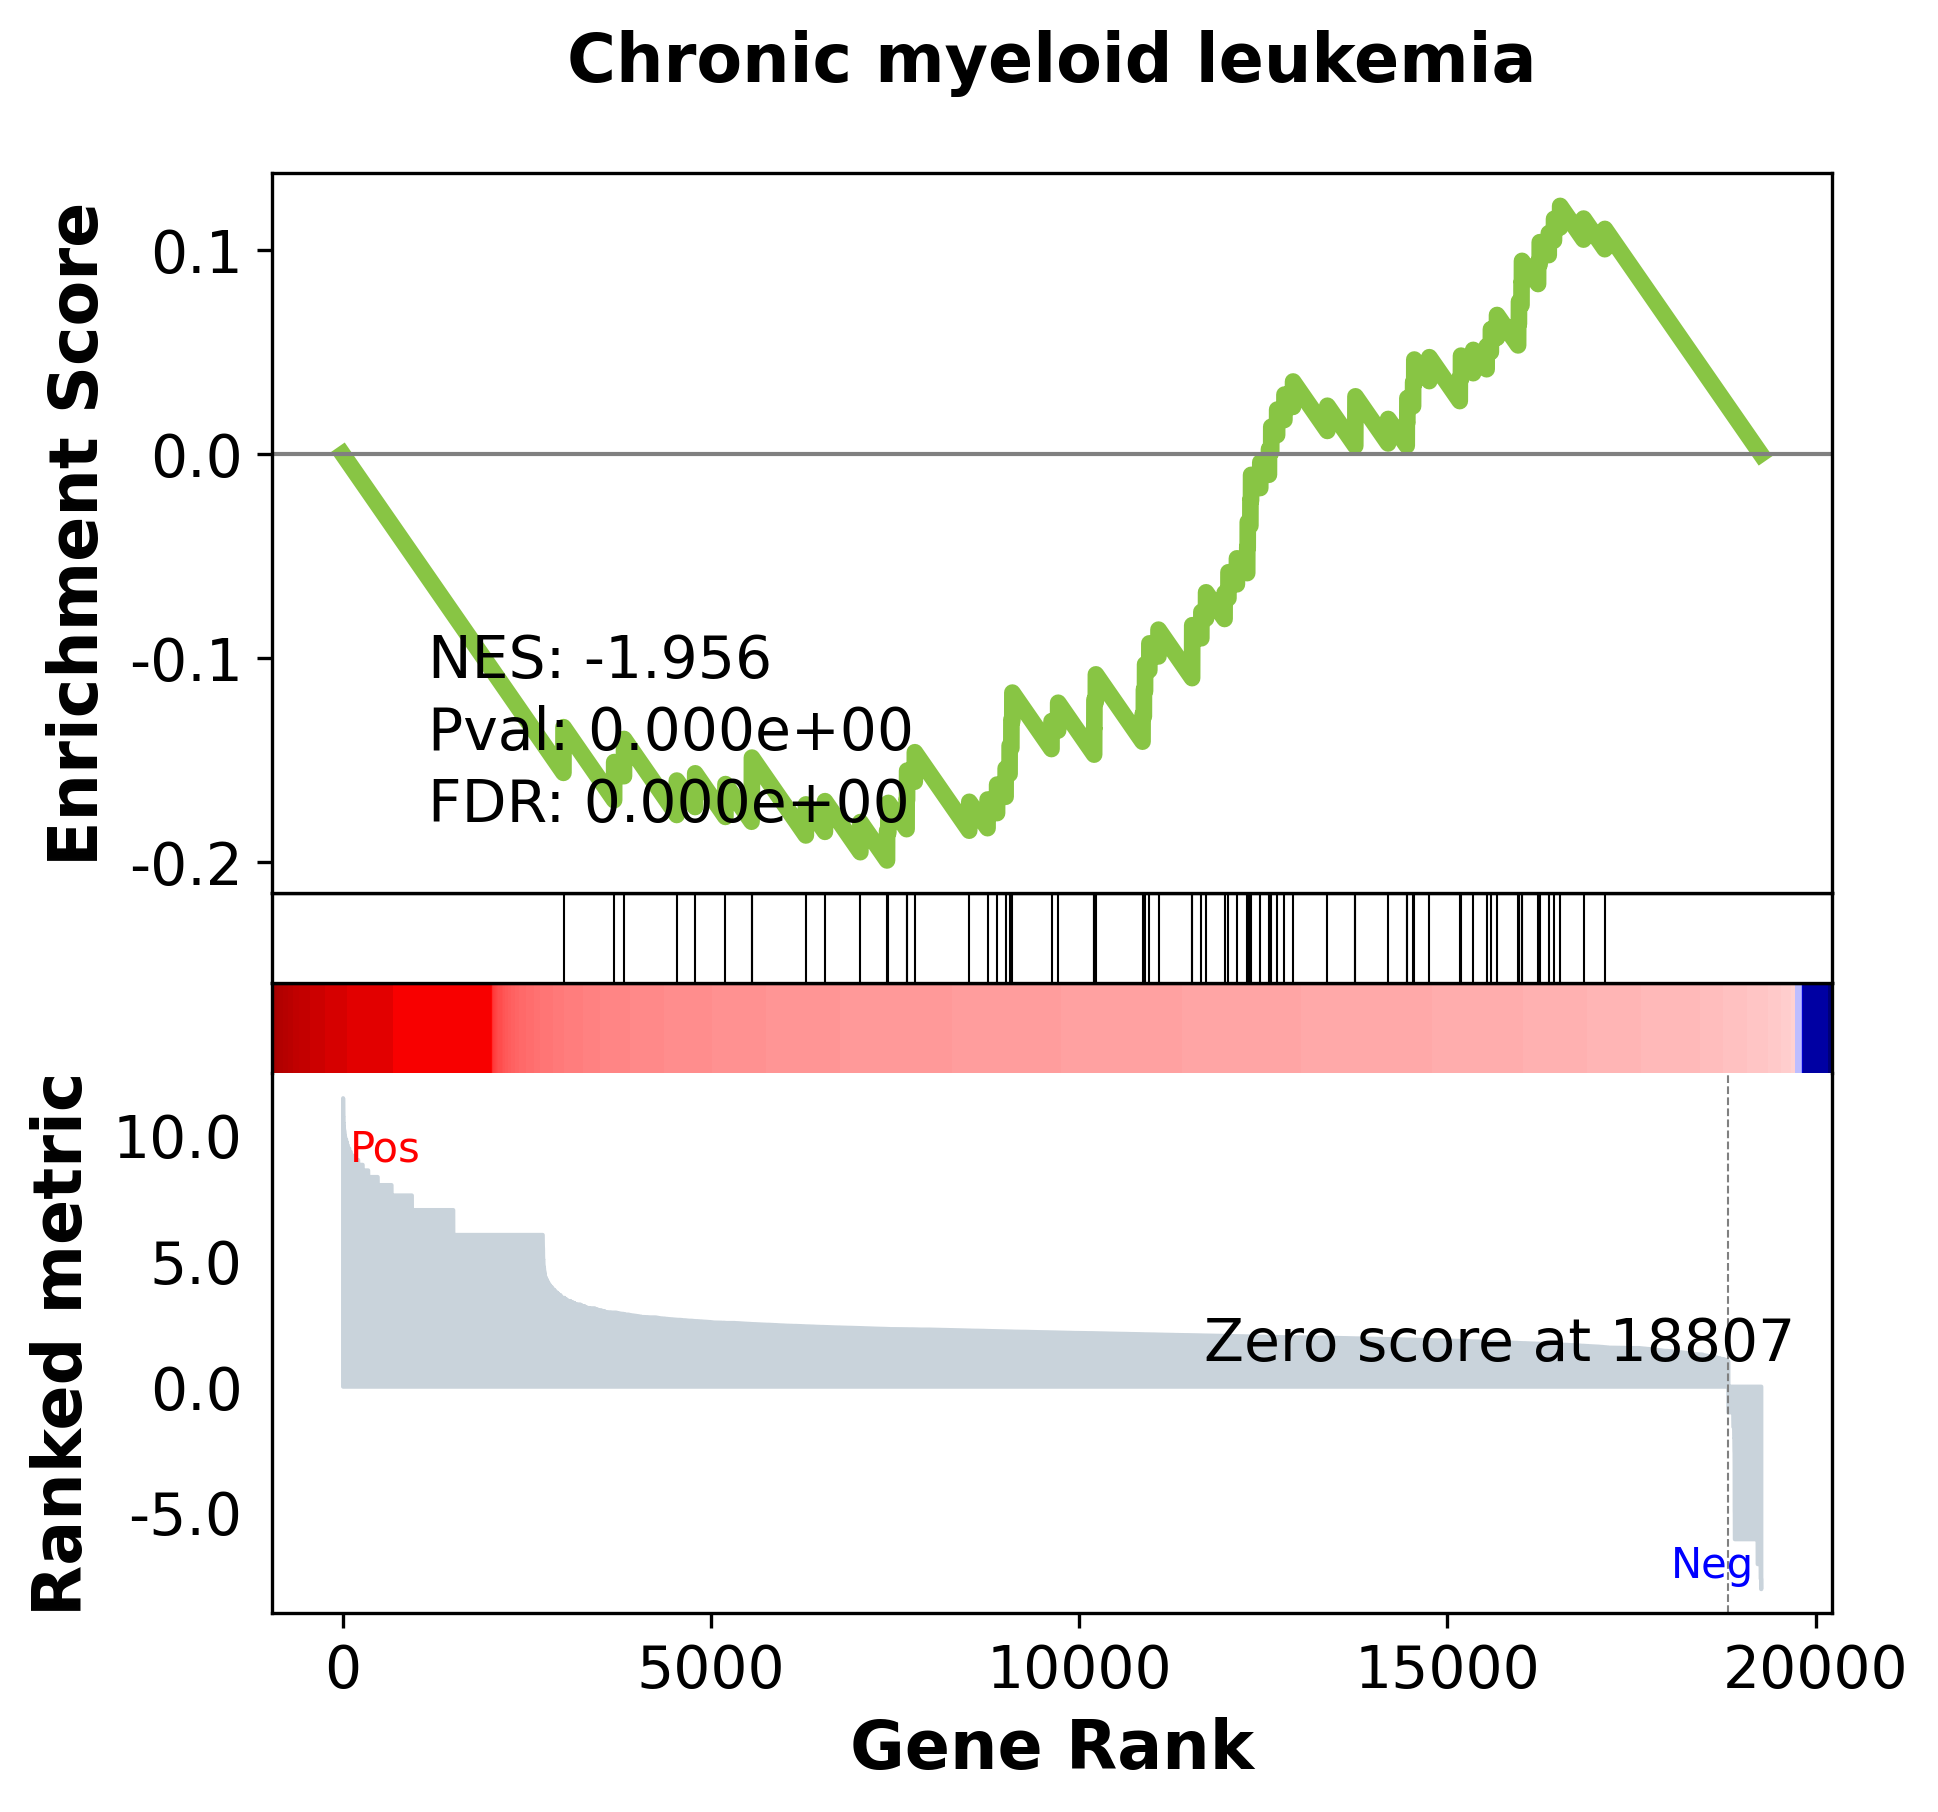 Chronic myeloid leukemia
Enrichment Score
0.1
0.0
-0.1
-0.2
NES: -1.956
Pval: 0.000e+00
FDR: 0.000e+00
Ranked metric
10.0
5.0
0.0
-5.0
Pos
Zero score at 18807
Neg
0 5000 10000 15000 20000
Gene Rank